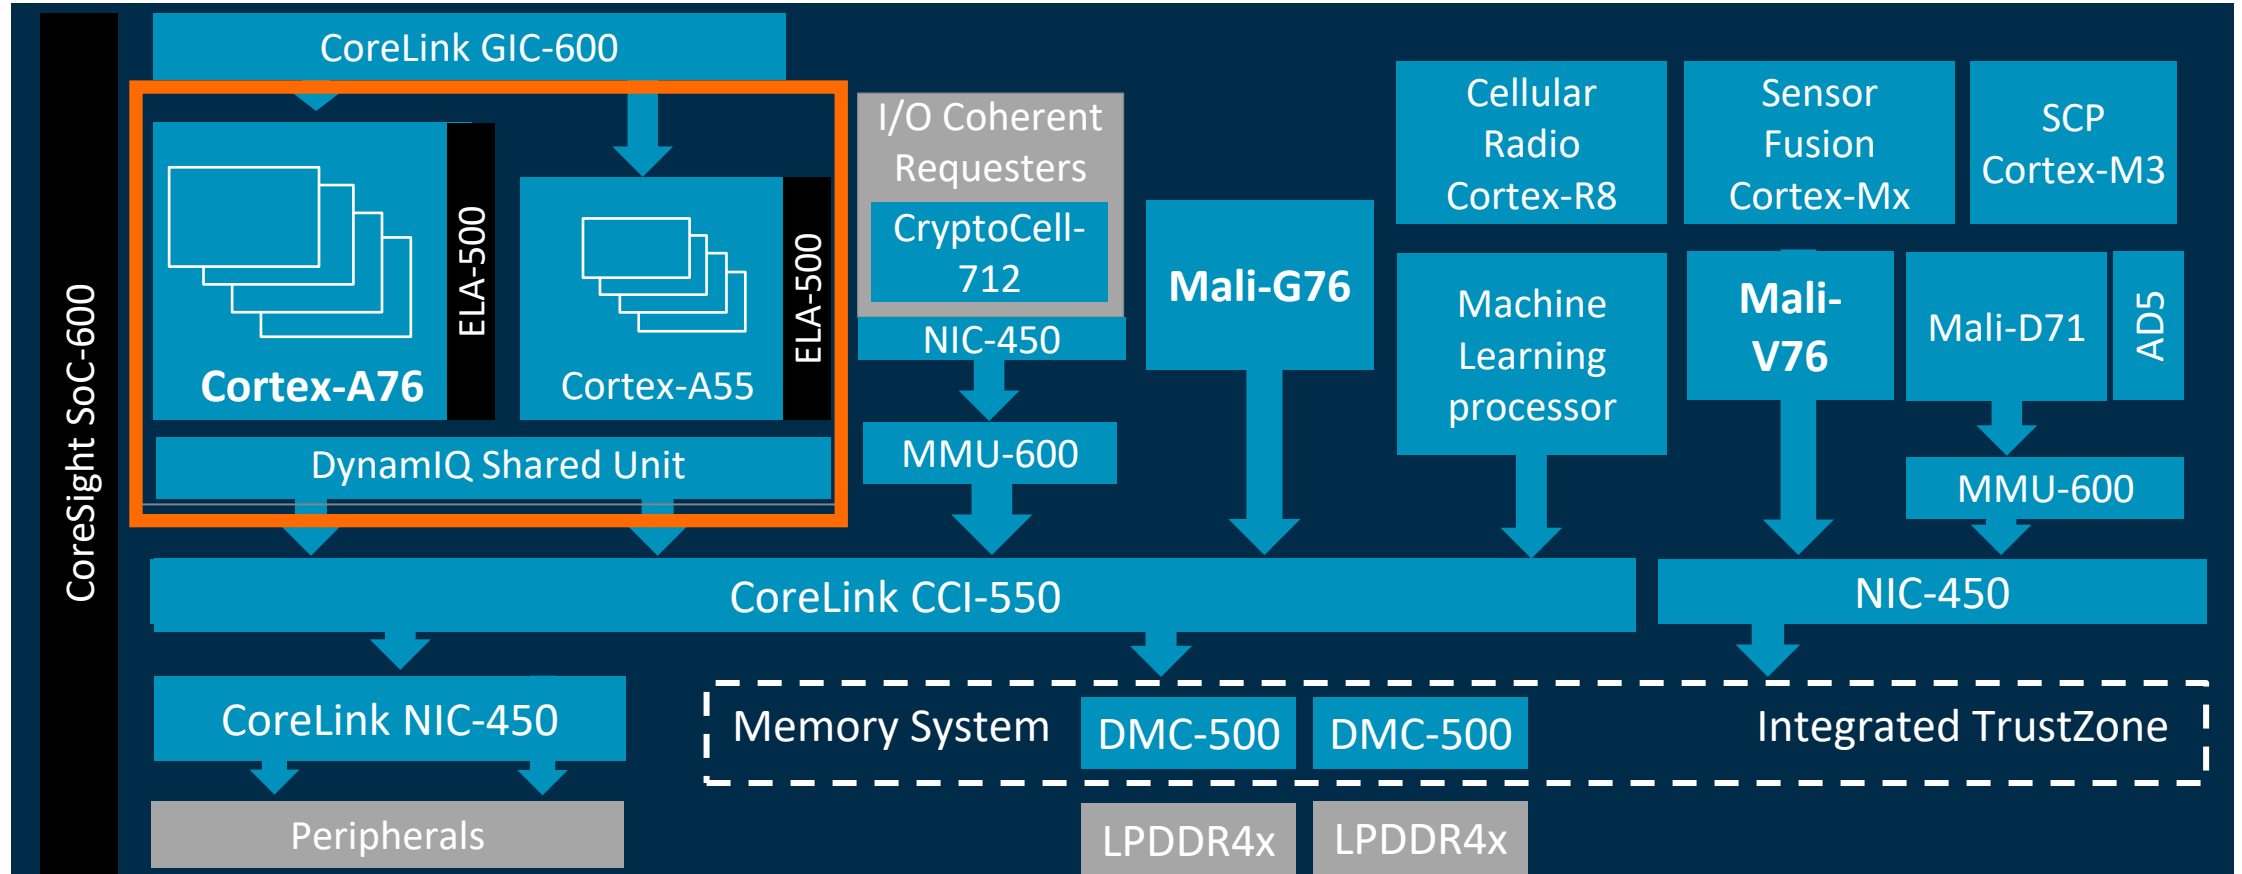 CoreSight SoC-600
CoreLink GIC-600
Cortex-A76
ELA-500
Cortex-A55
ELA-500
DynamIQ Shared Unit
I/O Coherent
Requesters
CryptoCell-
712
NIC-450
MMU-600
Mali-G76
Cellular
Radio
Cortex-R8
Sensor
Fusion
Cortex-Mx
SCP
Cortex-M3
Machine
Learning
processor
Mali-
V76
Mali-D71
AD5
MMU-600
CoreLink CCI-550
NIC-450
CoreLink NIC-450
Peripherals
Memory System
DMC-500
DMC-500
Integrated TrustZone
LPDDR4x
LPDDR4x